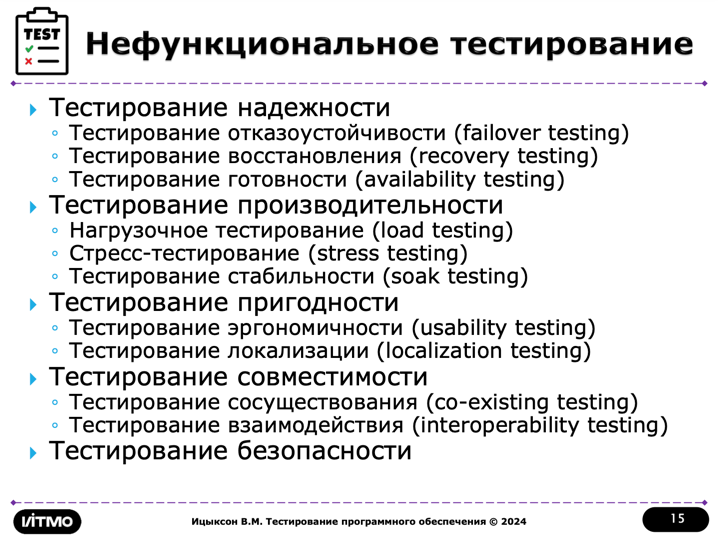 TEST
Нефункциональное тестирование
Тестирование надежности
Тестирование отказоустойчивости (failover testing)
Тестирование восстановления (recovery testing)
Тестирование готовности (availability testing)
Тестирование производительности
Нагрузочное тестирование (load testing)
Стресс-тестирование (stress testing)
Тестирование стабильности (soak testing)
Тестирование пригодности
Тестирование эргономичности (usability testing)
Тестирование локализации (localization testing)
Тестирование совместимости
Тестирование сосуществования (co-existing testing)
Тестирование взаимодействия (interoperability testing)
Тестирование безопасности
ИТМО
Ицыксон В.М. Тестирование программного обеспечения © 2024
15